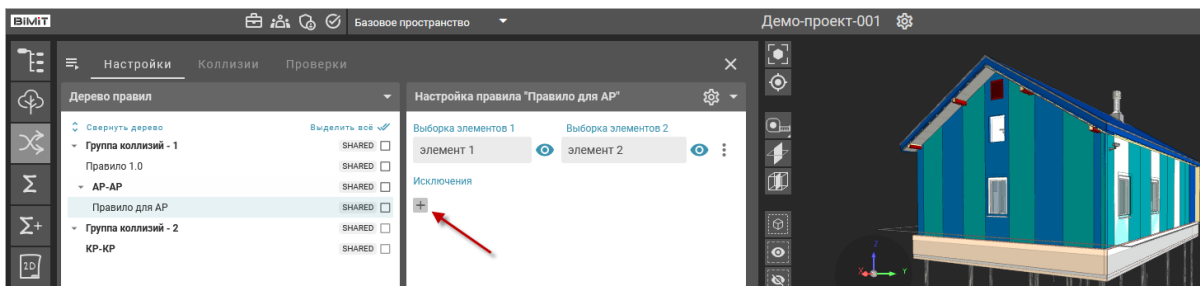 BIMIT
Базовое пространство
Демо-проект-001
Настройки Коллизии Проверки
Дерево правил
Свернуть дерево Выделить всё
Группа коллизий - 1 SHARED
Правило 1.0 SHARED
АР-АР SHARED
Правило для АР SHARED
Группа коллизий - 2 SHARED
КР-КР SHARED
Настройка правила "Правило для АР"
Выборка элементов 1 Выборка элементов 2
элемент 1 элемент 2
Исключения
+
Σ
Σ+
2D
Z
X Y